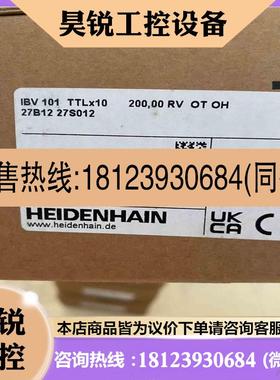 昊锐工控设备
IBV 101 TTLx10 200,00 RV OT OH
27B12 27S012
售热线:18123930684(同
HEIDENHAIN
www.heidenhain.de
UK
CA
C
锐工控
本店商品皆为议价下单请咨询客服
咨询热线:18123930684(微